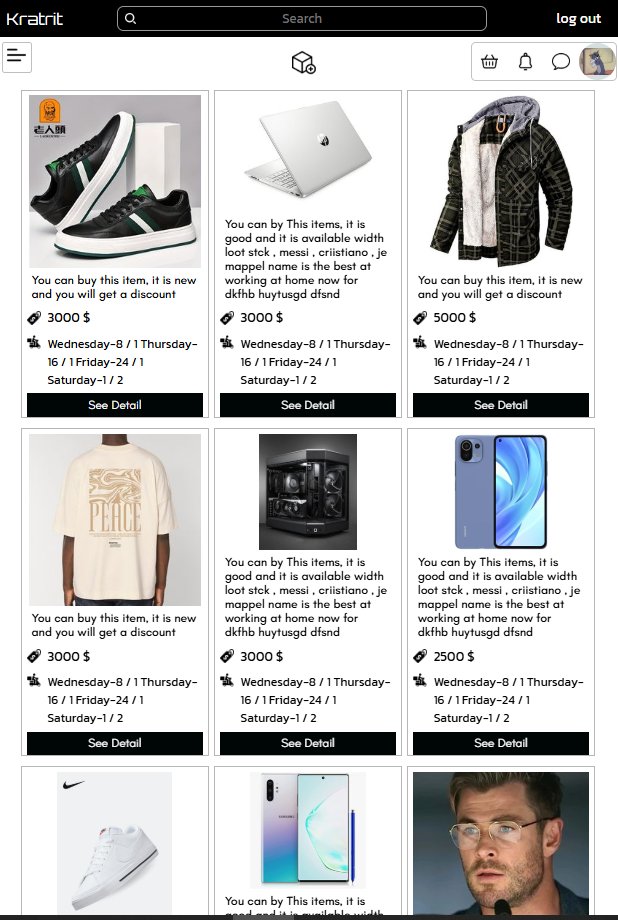 Kratrit
Search
log out
老人頭
You can buy this item, it is new
and you will get a discount
3000 $
Wednesday-8 / 1 Thursday-
16 / 1 Friday-24 / 1
Saturday-1 / 2
See Detail
You can by This items, it is
good and it is available width
loot stck , messi , criistiano , je
mappel name is the best at
working at home now for
dkfhb huytusgd dfsnd
3000 $
Wednesday-8 / 1 Thursday-
16 / 1 Friday-24 / 1
Saturday-1 / 2
See Detail
You can buy this item, it is new
and you will get a discount
5000 $
Wednesday-8 / 1 Thursday-
16 / 1 Friday-24 / 1
Saturday-1 / 2
See Detail
PEACE
You can buy this item, it is new
and you will get a discount
3000 $
Wednesday-8 / 1 Thursday-
16 / 1 Friday-24 / 1
Saturday-1 / 2
See Detail
You can by This items, it is
good and it is available width
loot stck , messi , criistiano , je
mappel name is the best at
working at home now for
dkfhb huytusgd dfsnd
3000 $
Wednesday-8 / 1 Thursday-
16 / 1 Friday-24 / 1
Saturday-1 / 2
See Detail
You can by This items, it is
good and it is available width
loot stck , messi , criistiano , je
mappel name is the best at
working at home now for
dkfhb huytusgd dfsnd
2500 $
Wednesday-8 / 1 Thursday-
16 / 1 Friday-24 / 1
Saturday-1 / 2
See Detail
SAMSUNG
You can by This items, it is
good and it is available width